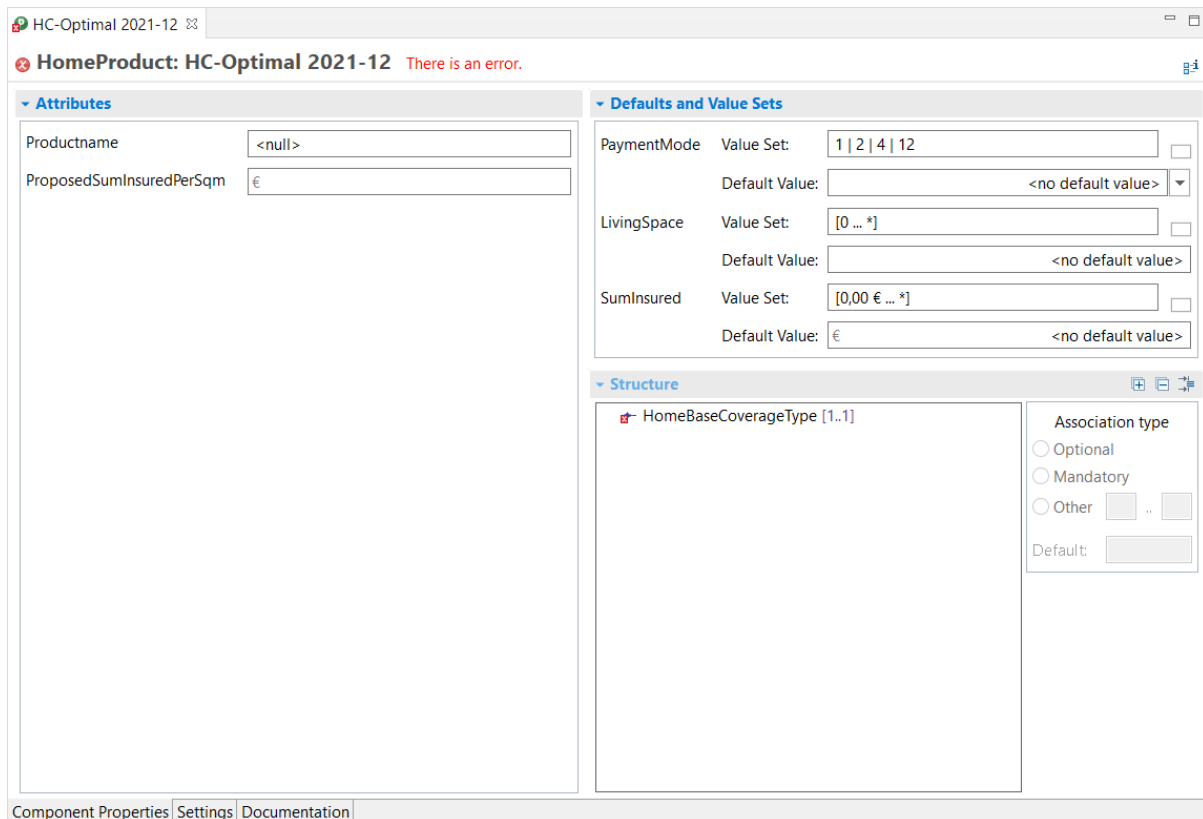 HC-Optimal 2021-12
HomeProduct: HC-Optimal 2021-12 There is an error.
Attributes
Productname <null>
ProposedSumInsuredPerSqm €
Defaults and Value Sets
PaymentMode Value Set: 1 | 2 | 4 | 12
Default Value: <no default value>
LivingSpace Value Set: [0 ... *]
Default Value: <no default value>
SumInsured Value Set: [0,00 € ... *]
Default Value: € <no default value>
Structure
HomeBaseCoverageType [1..1]
Association type
Optional
Mandatory
Other ..
Default:
Component Properties Settings Documentation